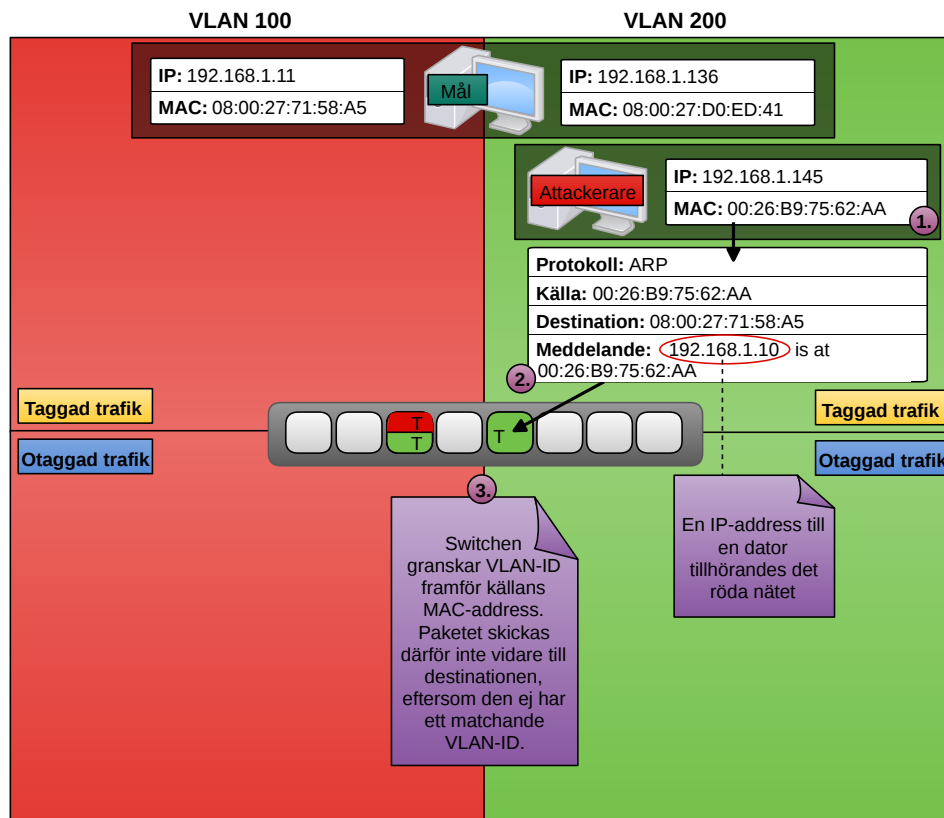 VLAN 100
VLAN 200
IP: 192.168.1.11
MAC: 08:00:27:71:58:A5
Mål
IP: 192.168.1.136
MAC: 08:00:27:D0:ED:41
Attackerare
IP: 192.168.1.145
MAC: 00:26:B9:75:62:AA
1.
Protokoll: ARP
Källa: 00:26:B9:75:62:AA
Destination: 08:00:27:71:58:A5
Meddelande: 192.168.1.10 is at
00:26:B9:75:62:AA
2.
Taggad trafik
Otaggad trafik
T
T
T
Taggad trafik
Otaggad trafik
3.
Switchen
granskar VLAN-ID
framför källans
MAC-address.
Paketet skickas
därför inte vidare till
destinationen,
eftersom den ej har
ett matchande
VLAN-ID.
En IP-address till
en dator
tillhörandes det
röda nätet